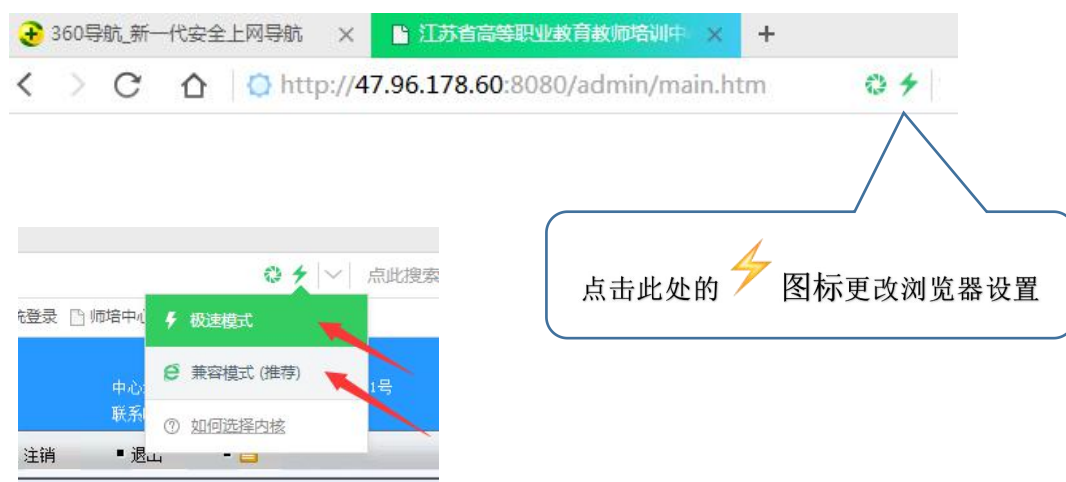 360导航_新一代安全上网导航
江苏省高等职业教育教师培训中
http://47.96.178.60:8080/admin/main.htm
点击此处的 图标更改浏览器设置
点此搜索
登录 师培中心
极速模式
兼容模式 (推荐)
中心
1号
联系
如何选择内核
注销
退出